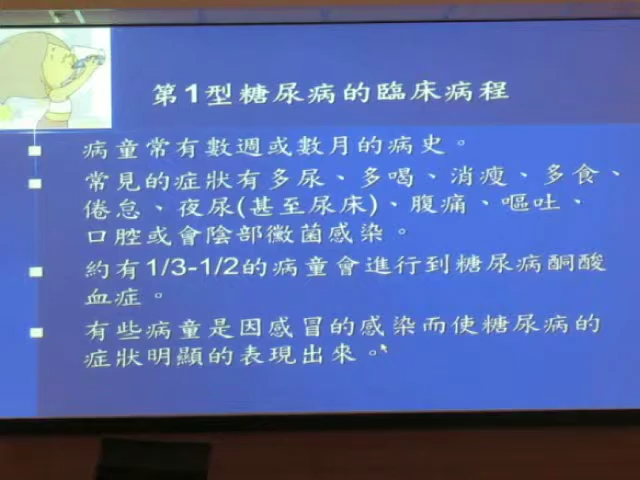 第1型糖尿病的臨床病程
病童常有數週或數月的病史。
常見的症狀有多尿、多喝、消瘦、多食、
倦怠、夜尿(甚至尿床)、腹痛、嘔吐、
口腔或會陰部黴菌感染。
約有1/3-1/2的病童會進行到糖尿病酮酸
血症。
有些病童是因感冒的感染而使糖尿病的
症狀明顯的表現出來。